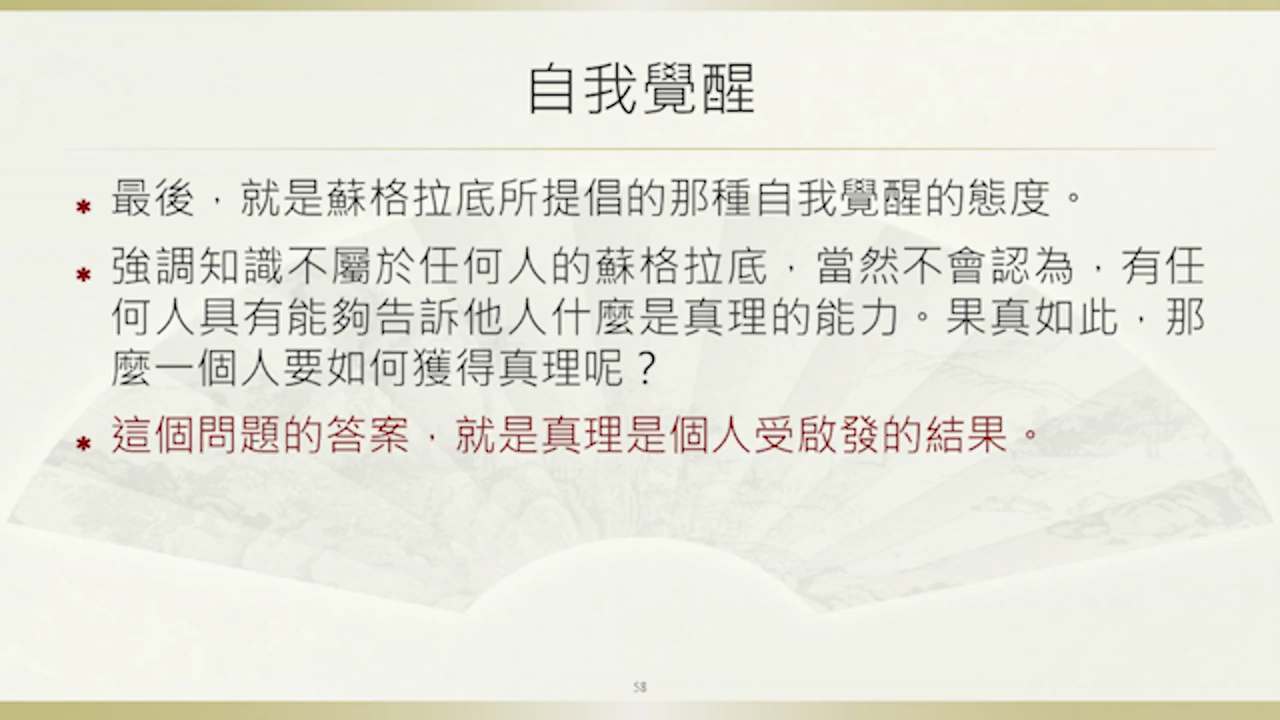 自我覺醒
最後，就是蘇格拉底所提倡的那種自我覺醒的態度。
強調知識不屬於任何人的蘇格拉底，當然不會認為，有任
何人具有能夠告訴他人什麼是真理的能力。果真如此，那
麼一個人要如何獲得真理呢？
這個問題的答案，就是真理是個人受啟發的結果。
58